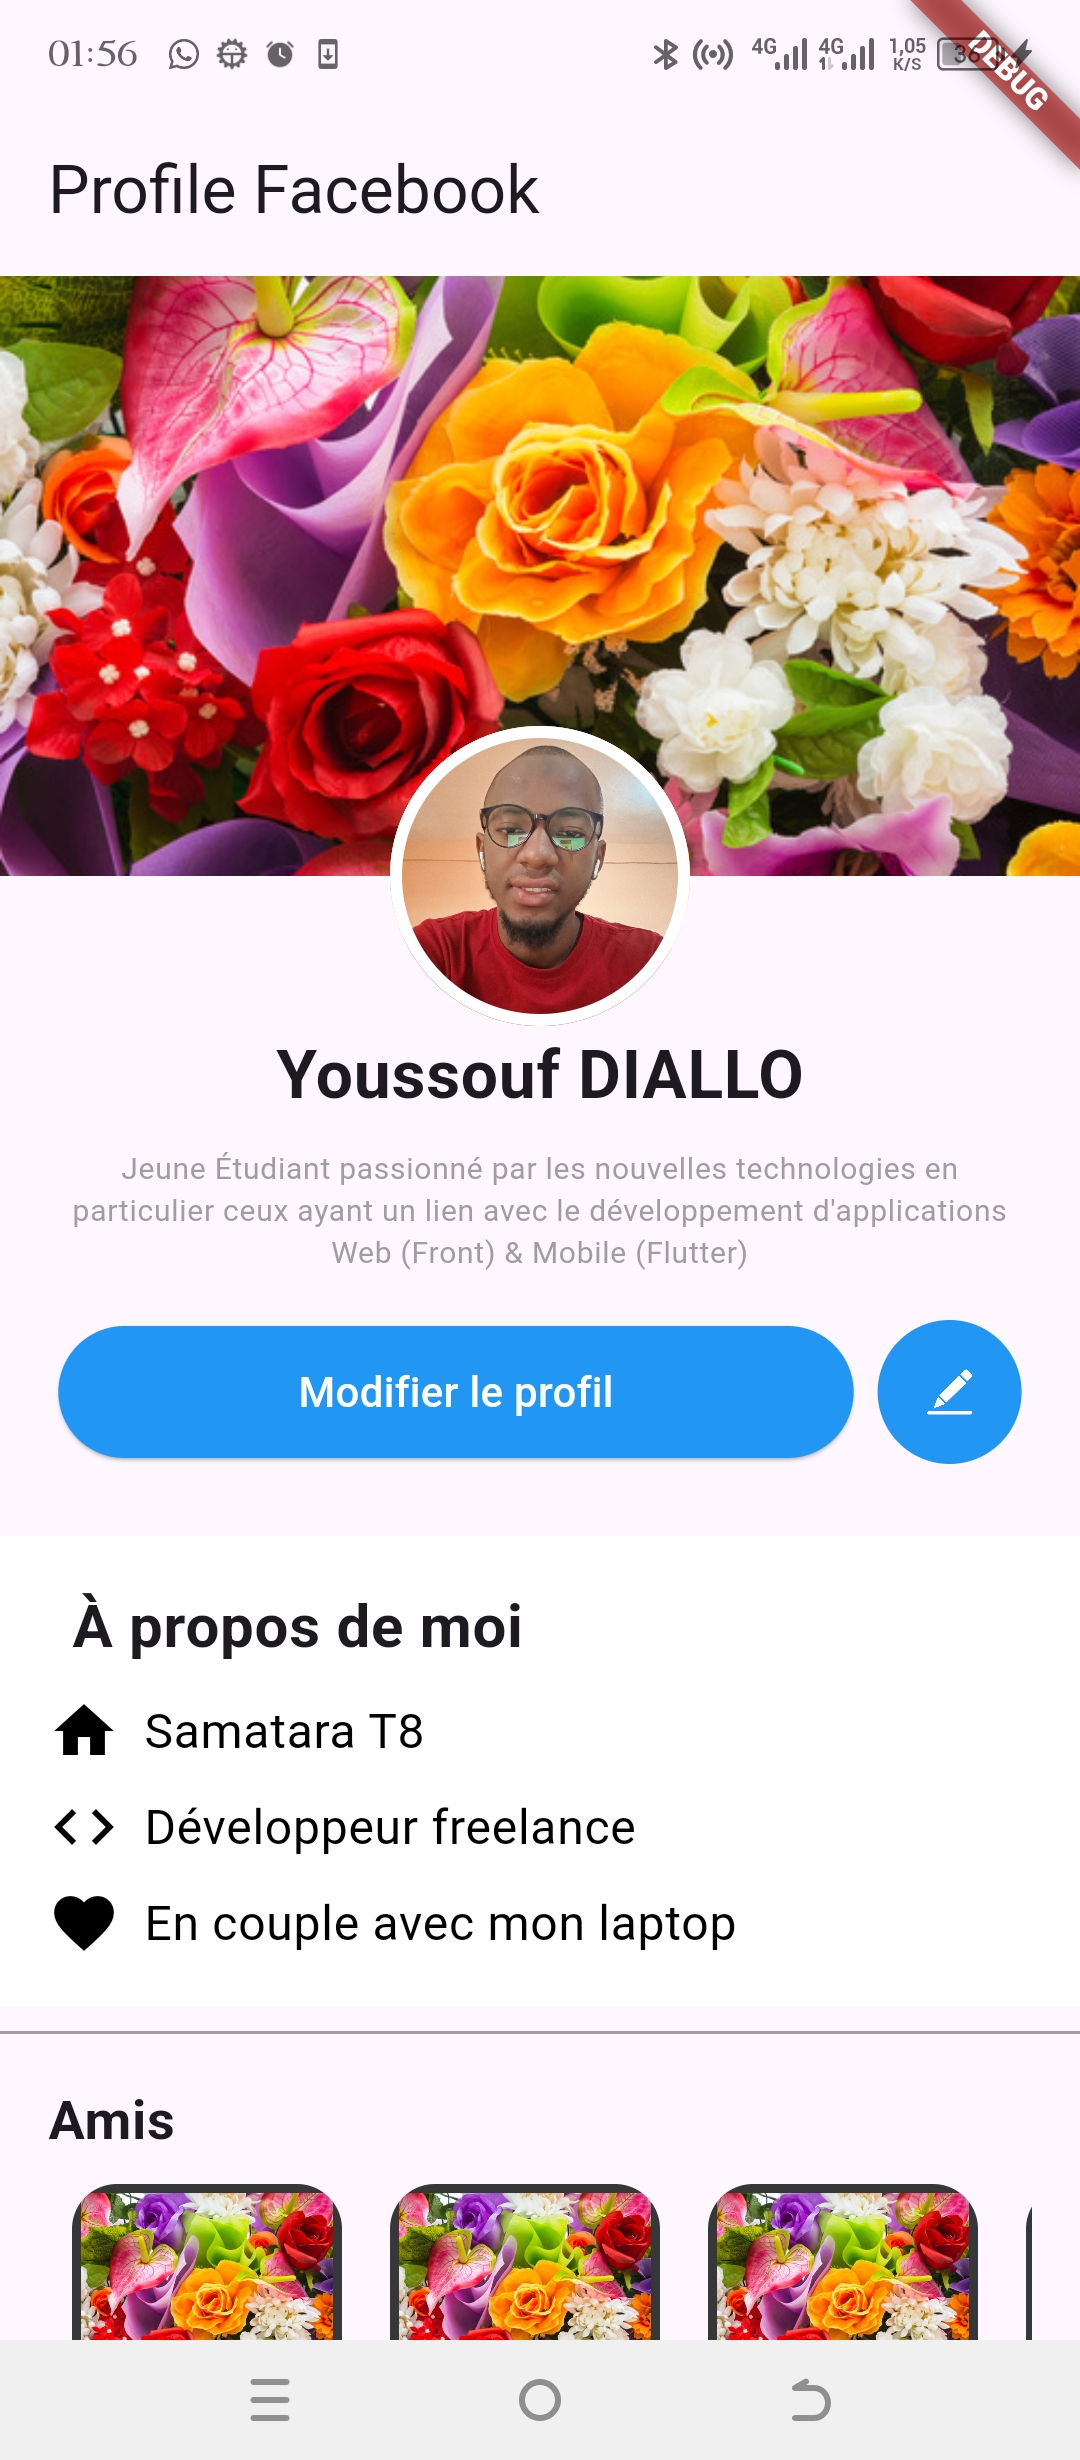 01:56
4G 4G 1,05 K/S 36
DEBUG
Profile Facebook
Youssouf DIALLO
Jeune Étudiant passionné par les nouvelles technologies en
particulier ceux ayant un lien avec le développement d'applications
Web (Front) & Mobile (Flutter)
Modifier le profil
À propos de moi
Samatara T8
Développeur freelance
En couple avec mon laptop
Amis